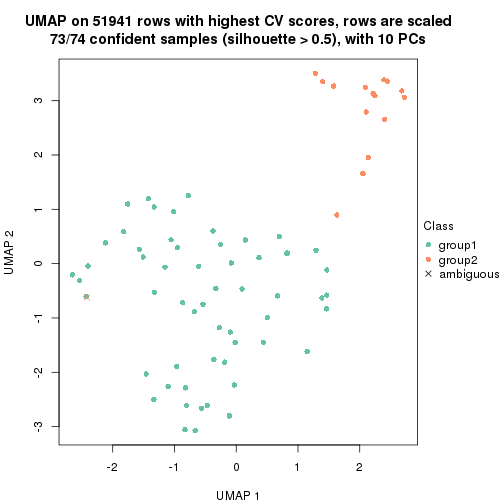 UMAP on 51941 rows with highest CV scores, rows are scaled
73/74 confident samples (silhouette > 0.5), with 10 PCs
3
2
1
0
-1
-2
-3
UMAP 2
-2
-1
0
1
2
UMAP 1
Class
group1
group2
ambiguous